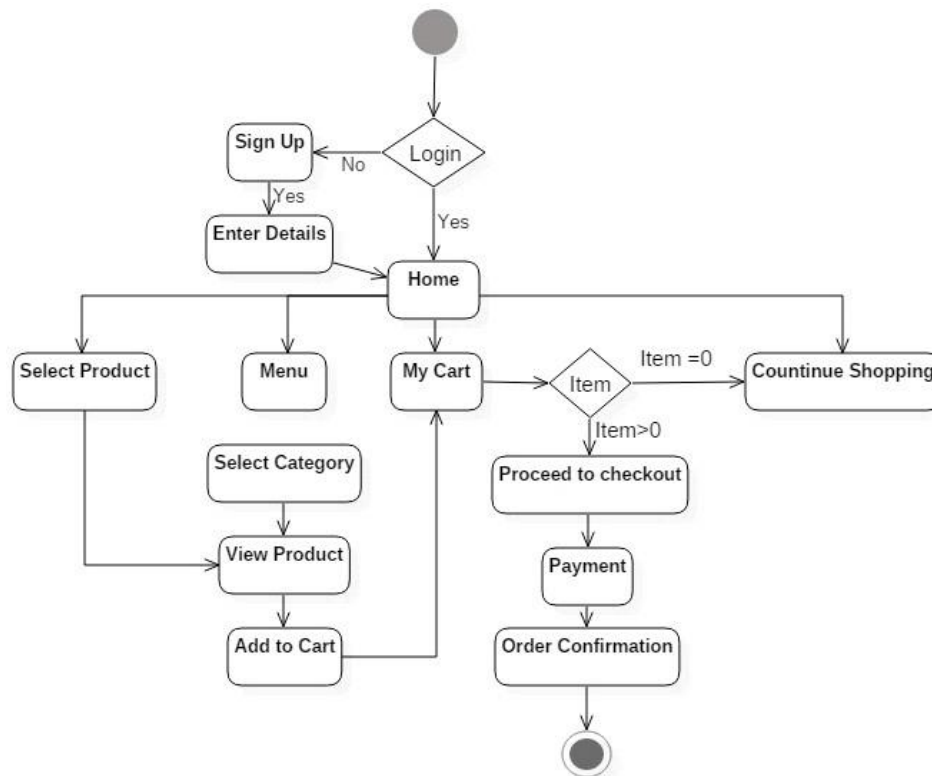 Login
Sign Up
No
Yes
Yes
Enter Details
Home
Select Product
Menu
My Cart
Item
Item =0
Countinue Shopping
Item>0
Select Category
Proceed to checkout
View Product
Payment
Add to Cart
Order Confirmation